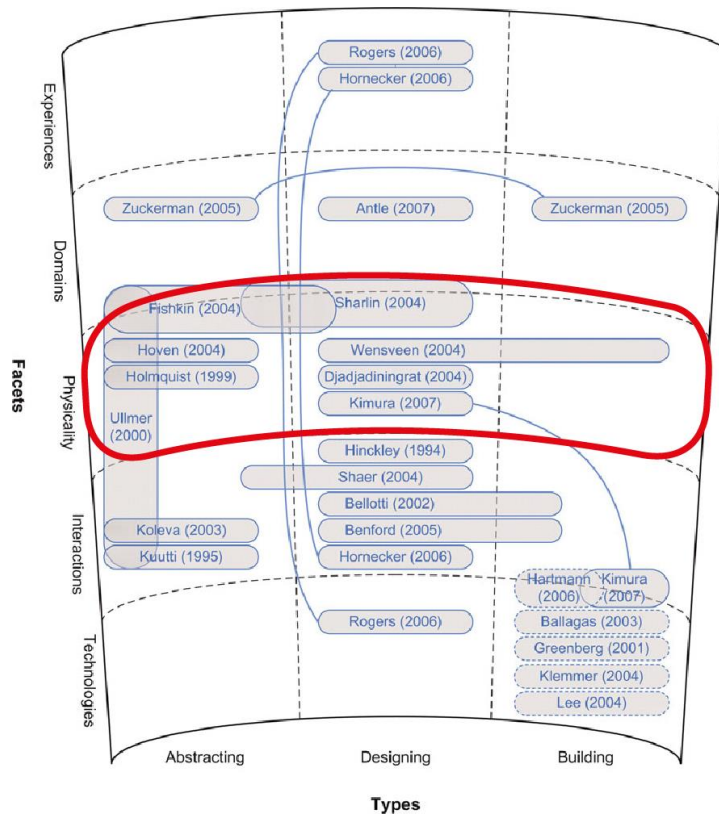 Rogers (2006)
Hornecker (2006)
Experiences
Zuckerman (2005)
Antle (2007)
Zuckerman (2005)
Domains
Fishkin (2004)
Sharlin (2004)
Hoven (2004)
Wensveen (2004)
Holmquist (1999)
Djadjadiningrat (2004)
Kimura (2007)
Ullmer
(2000)
Physicality
Facets
Hinckley (1994)
Shaer (2004)
Bellotti (2002)
Koleva (2003)
Benford (2005)
Kuutti (1995)
Hornecker (2006)
Interactions
Hartmann
(2006)
Kimura
(2007)
Rogers (2006)
Ballagas (2003)
Greenberg (2001)
Klemmer (2004)
Lee (2004)
Technologies
Abstracting
Designing
Building
Types